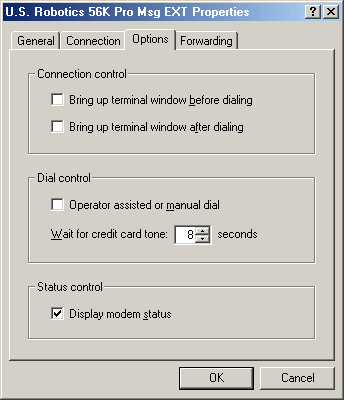 U.S. Robotics 56K Pro Msg EXT Properties
General Connection Options Forwarding
Connection control
Bring up terminal window before dialing
Bring up terminal window after dialing
Dial control
Operator assisted or manual dial
Wait for credit card tone: 8 seconds
Status control
Display modem status
OK Cancel